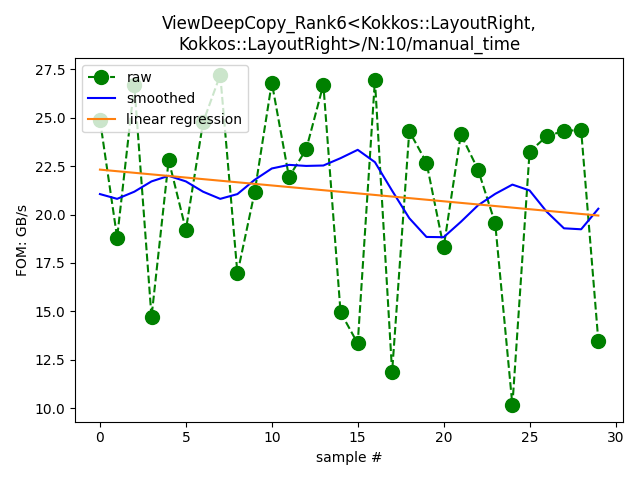 ViewDeepCopy_Rank6<Kokkos::LayoutRight,
Kokkos::LayoutRight>/N:10/manual_time
raw
smoothed
linear regression
FOM: GB/s
27.5
25.0
22.5
20.0
17.5
15.0
12.5
10.0
0
5
10
15
20
25
30
sample #